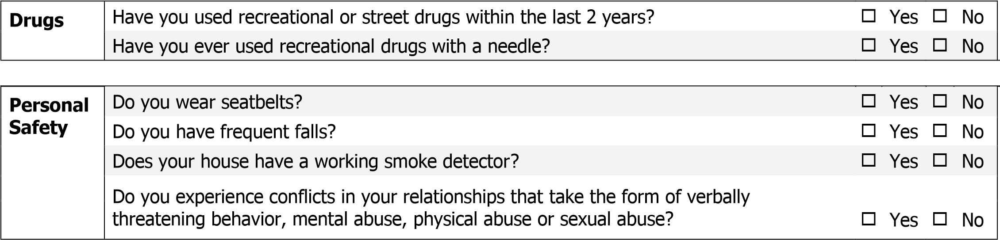 Drugs Have you used recreational or street drugs within the last 2 years? ☐ Yes ☐ No
Have you ever used recreational drugs with a needle? ☐ Yes ☐ No
Personal Safety Do you wear seatbelts? ☐ Yes ☐ No
Do you have frequent falls? ☐ Yes ☐ No
Does your house have a working smoke detector? ☐ Yes ☐ No
Do you experience conflicts in your relationships that take the form of verbally
threatening behavior, mental abuse, physical abuse or sexual abuse? ☐ Yes ☐ No